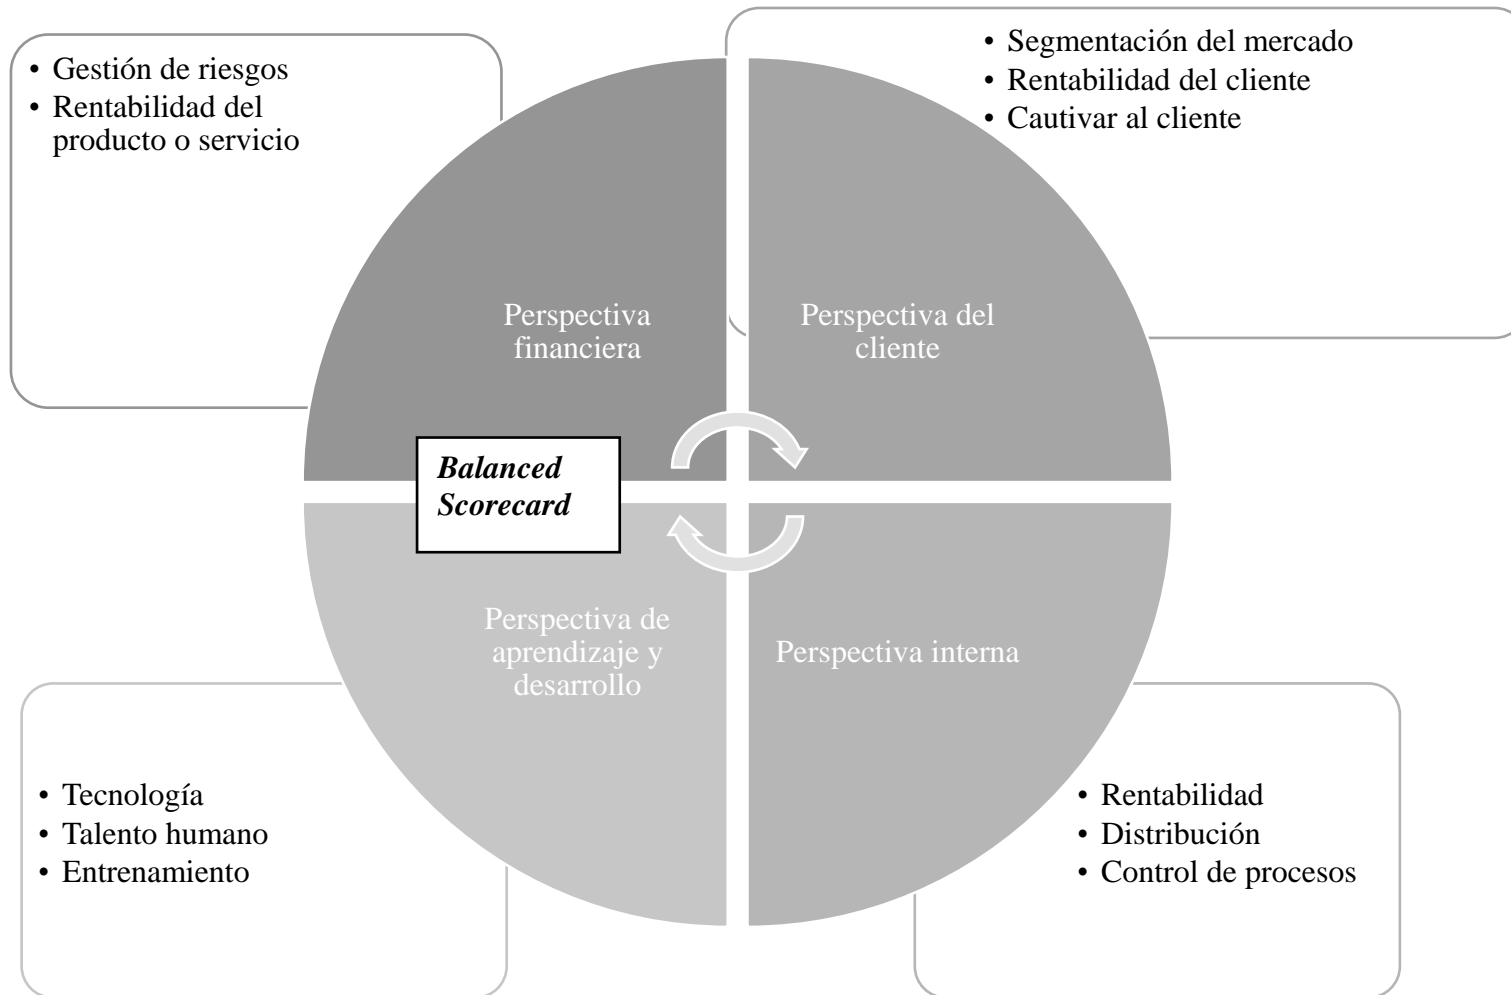 • Gestión de riesgos
• Rentabilidad del
producto o servicio
• Segmentación del mercado
• Rentabilidad del cliente
• Cautivar al cliente
Perspectiva
financiera
Perspectiva del
cliente
Balanced
Scorecard
Perspectiva de
aprendizaje y
desarrollo
Perspectiva interna
• Tecnología
• Talento humano
• Entrenamiento
• Rentabilidad
• Distribución
• Control de procesos